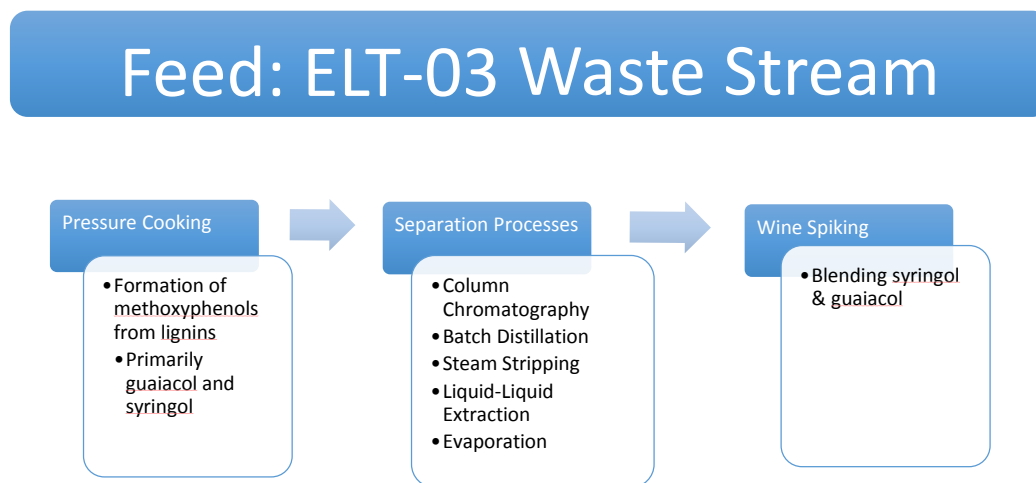 Feed: ELT-03 Waste Stream
Pressure Cooking
•Formation of
methoxyphenols
from lignins
•Primarily
guaiacol and
syringol
Separation Processes
•Column
Chromatography
•Batch Distillation
•Steam Stripping
•Liquid-Liquid
Extraction
•Evaporation
Wine Spiking
•Blending syringol
& guaiacol